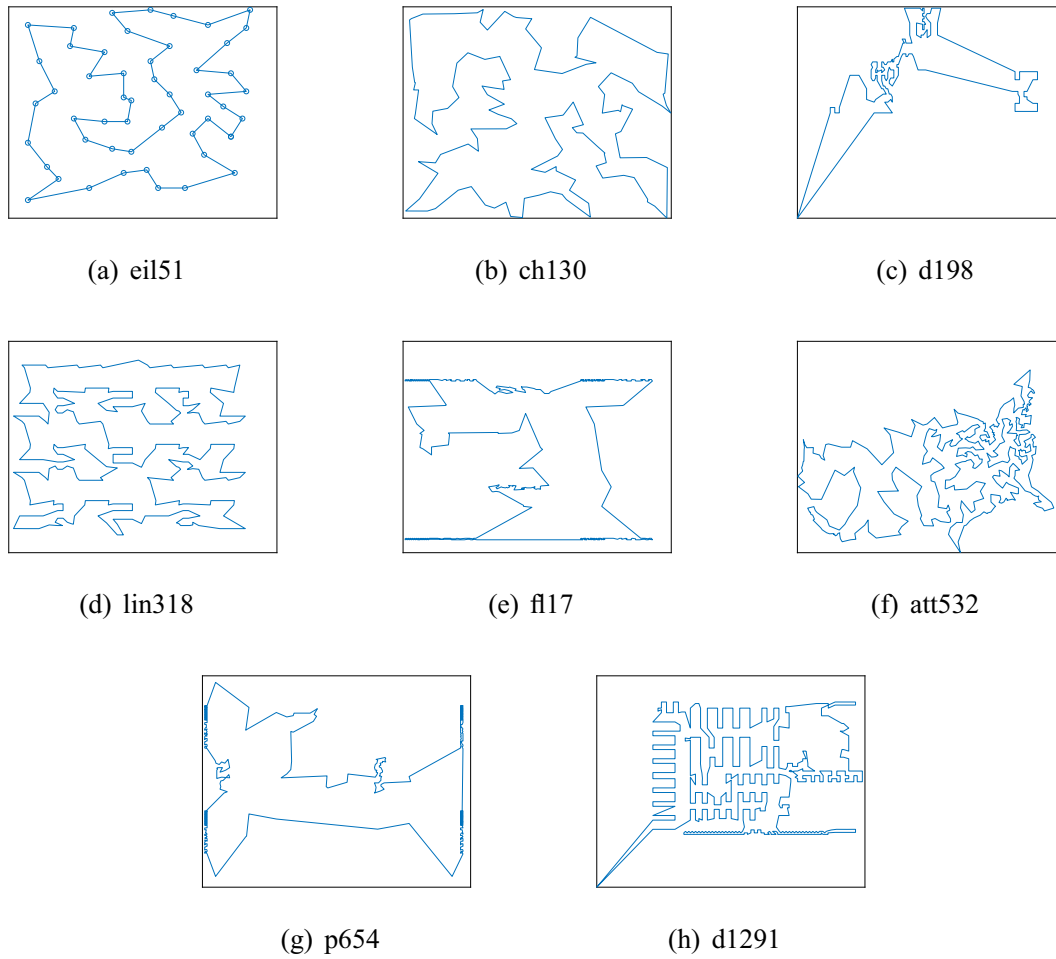 (a) eil51
(b) ch130
(c) d198
(d) lin318
(e) fl17
(f) att532
(g) p654
(h) d1291